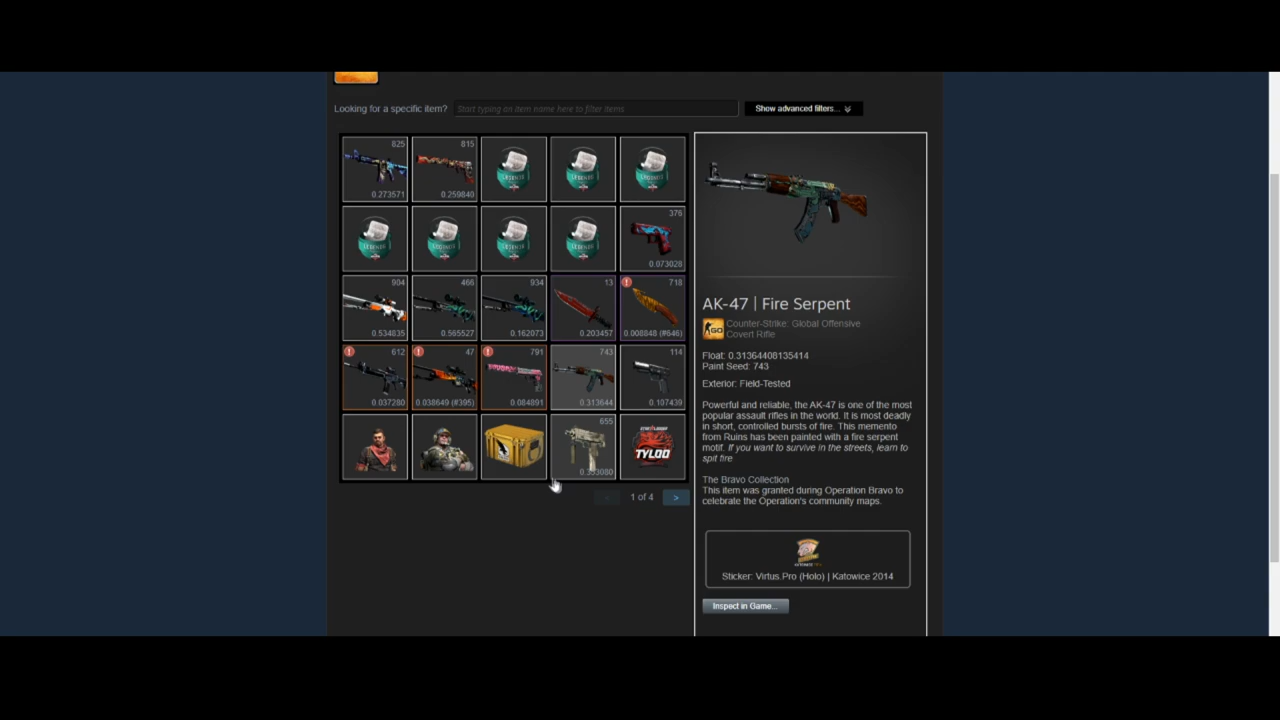 Looking for a specific item?
Start typing an item name here to filter items
Show advanced filters...
825
0.273571
815
0.259840
376
0.073028
904
0.534835
466
0.565527
934
0.162073
13
0.203457
718
0.008848 (#646)
612
0.037280
47
0.038649 (#395)
791
0.084891
743
0.313644
114
0.107439
655
TYLOO
1 of 4
>
AK-47 | Fire Serpent
Counter-Strike: Global Offensive
Covert Rifle
Float: 0.31364408135414
Paint Seed: 743
Exterior: Field-Tested
Powerful and reliable, the AK-47 is one of the most
popular assault rifles in the world. It is most deadly
in short, controlled bursts of fire. This memento
from Ruins has been painted with a fire serpent
motif. If you want to survive in the streets, learn to
spit fire
The Bravo Collection
This item was granted during Operation Bravo to
celebrate the Operation's community maps.
Sticker: Virtus.Pro (Holo) | Katowice 2014
Inspect in Game...